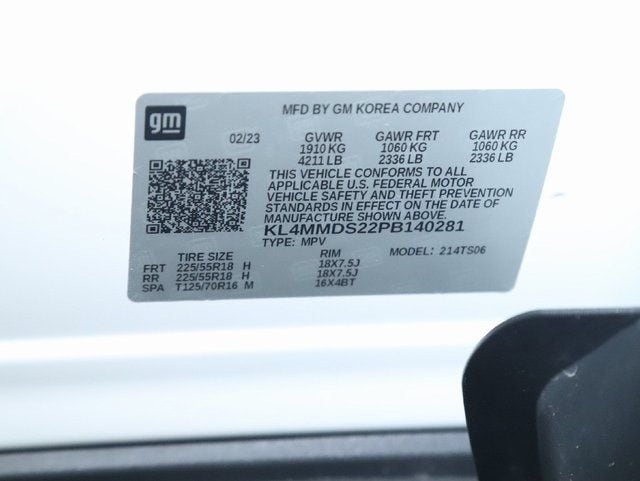 gm
MFD BY GM KOREA COMPANY
02/23 GVWR GAWR FRT GAWR RR
1910 KG 1060 KG 1060 KG
4211 LB 2336 LB 2336 LB
THIS VEHICLE CONFORMS TO ALL
APPLICABLE U.S. FEDERAL MOTOR
VEHICLE SAFETY AND THEFT PREVENTION
STANDARDS IN EFFECT ON THE DATE OF
MANUFACTURE SHOWN ABOVE.
KL4MMDS22PB140281
TYPE: MPV MODEL: 214TS06
TIRE SIZE RIM
FRT 225/55R18 H 18X7.5J
RR 225/55R18 H 18X7.5J
SPA T125/70R16 M 16X4BT